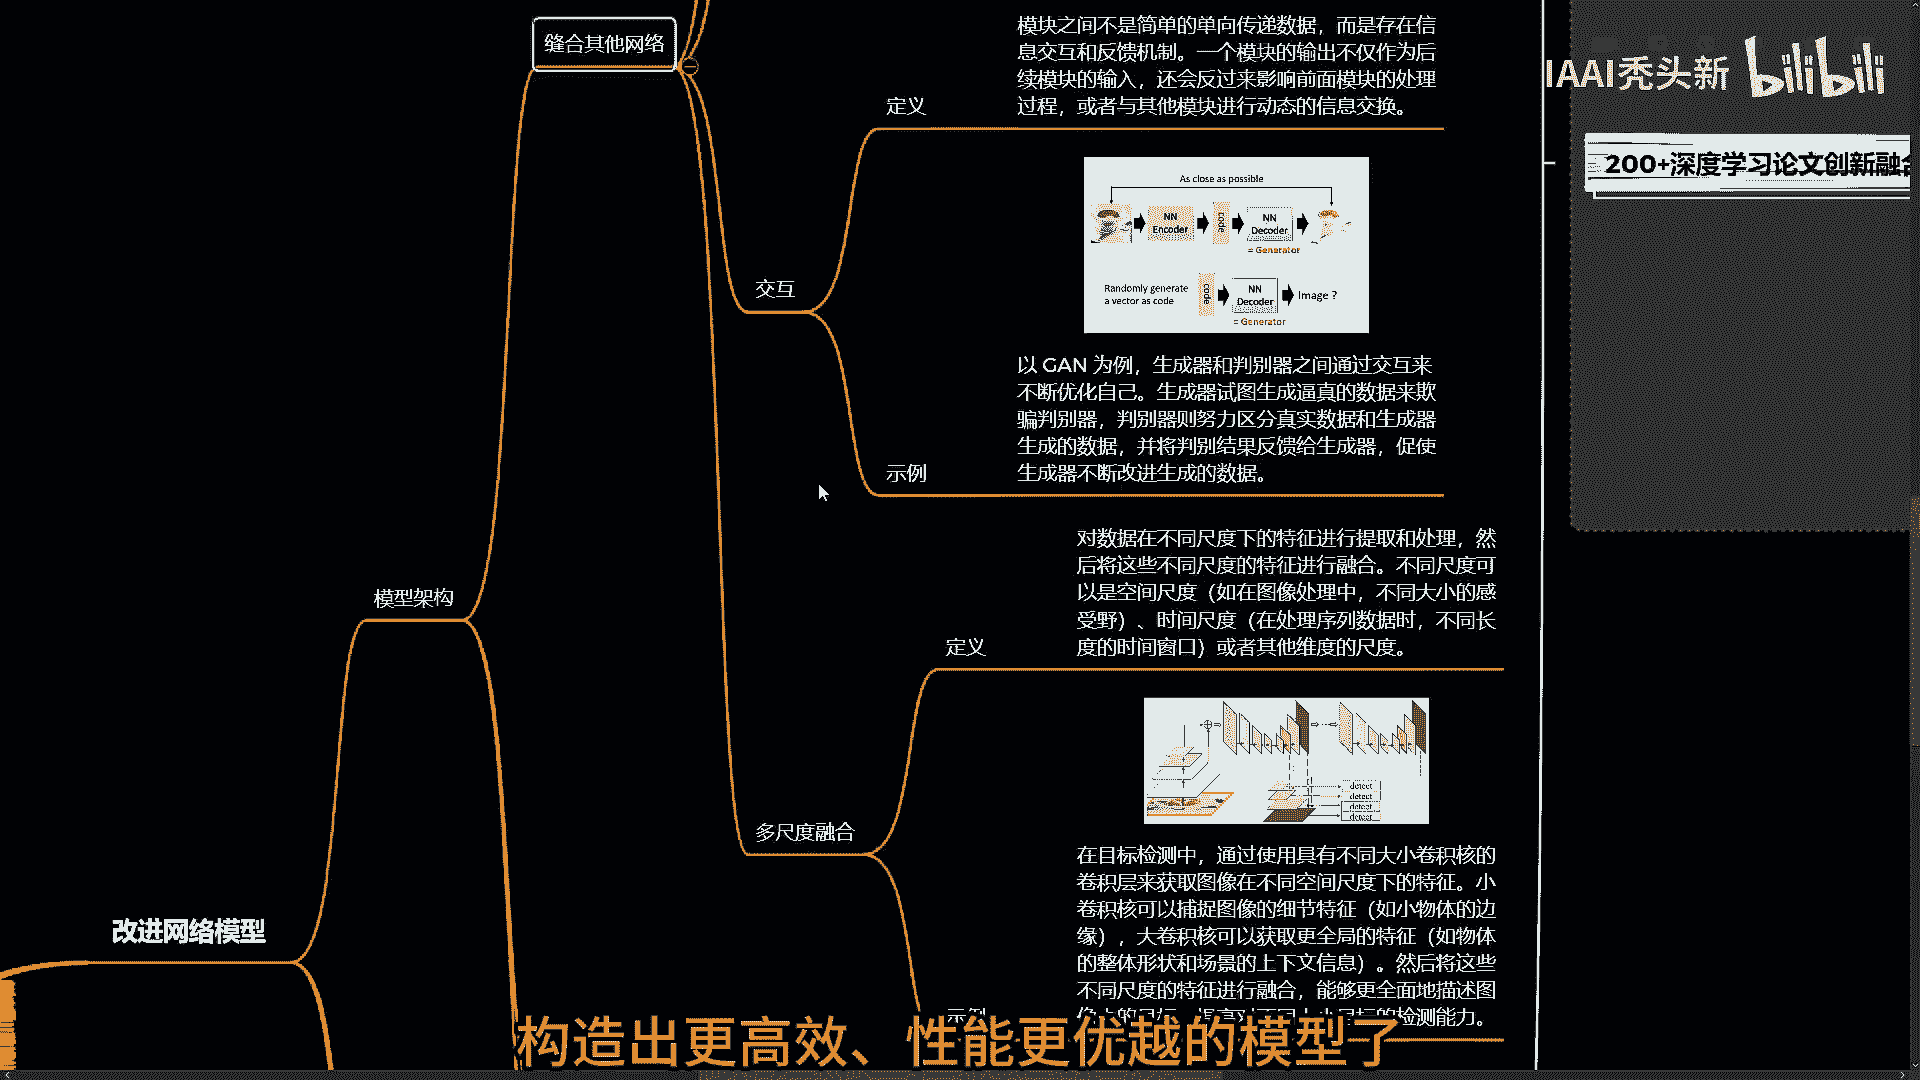 缝合其他网络
模块之间不是简单的单向传递数据，而是存在信
息交互和反馈机制。一个模块的输出不仅作为后
续模块的输入，还会反过来影响前面模块的处理
过程，或者与其他模块进行动态的信息交换。
定义
IAAI秃头新
bilibili
200+深度学习论文创新融合
As close as possible
NN
Encoder
code
NN
Decoder
= Generator
Randomly generate
a vector as code
code
NN
Decoder
Image ?
= Generator
交互
以 GAN 为例，生成器和判别器之间通过交互来
不断优化自己。生成器试图生成逼真的数据来欺
骗判别器，判别器则努力区分真实数据和生成器
生成的数据，并将判别结果反馈给生成器，促使
生成器不断改进生成的数据。
示例
对数据在不同尺度下的特征进行提取和处理，然
后将这些不同尺度的特征进行融合。不同尺度可
以是空间尺度（如在图像处理中，不同大小的感
受野）、时间尺度（在处理序列数据时，不同长
度的时间窗口）或者其他维度的尺度。
定义
模型架构
detect
detect
detect
detect
多尺度融合
在目标检测中，通过使用具有不同大小卷积核的
卷积层来获取图像在不同空间尺度下的特征。小
卷积核可以捕捉图像的细节特征（如小物体的边
缘），大卷积核可以获取更全局的特征（如物体
的整体形状和场景的上下文信息）。然后将这些
不同尺度的特征进行融合，能够更全面地描述图
的检测能力。
示例
改进网络模型
构造出更高效、性能更优越的模型了